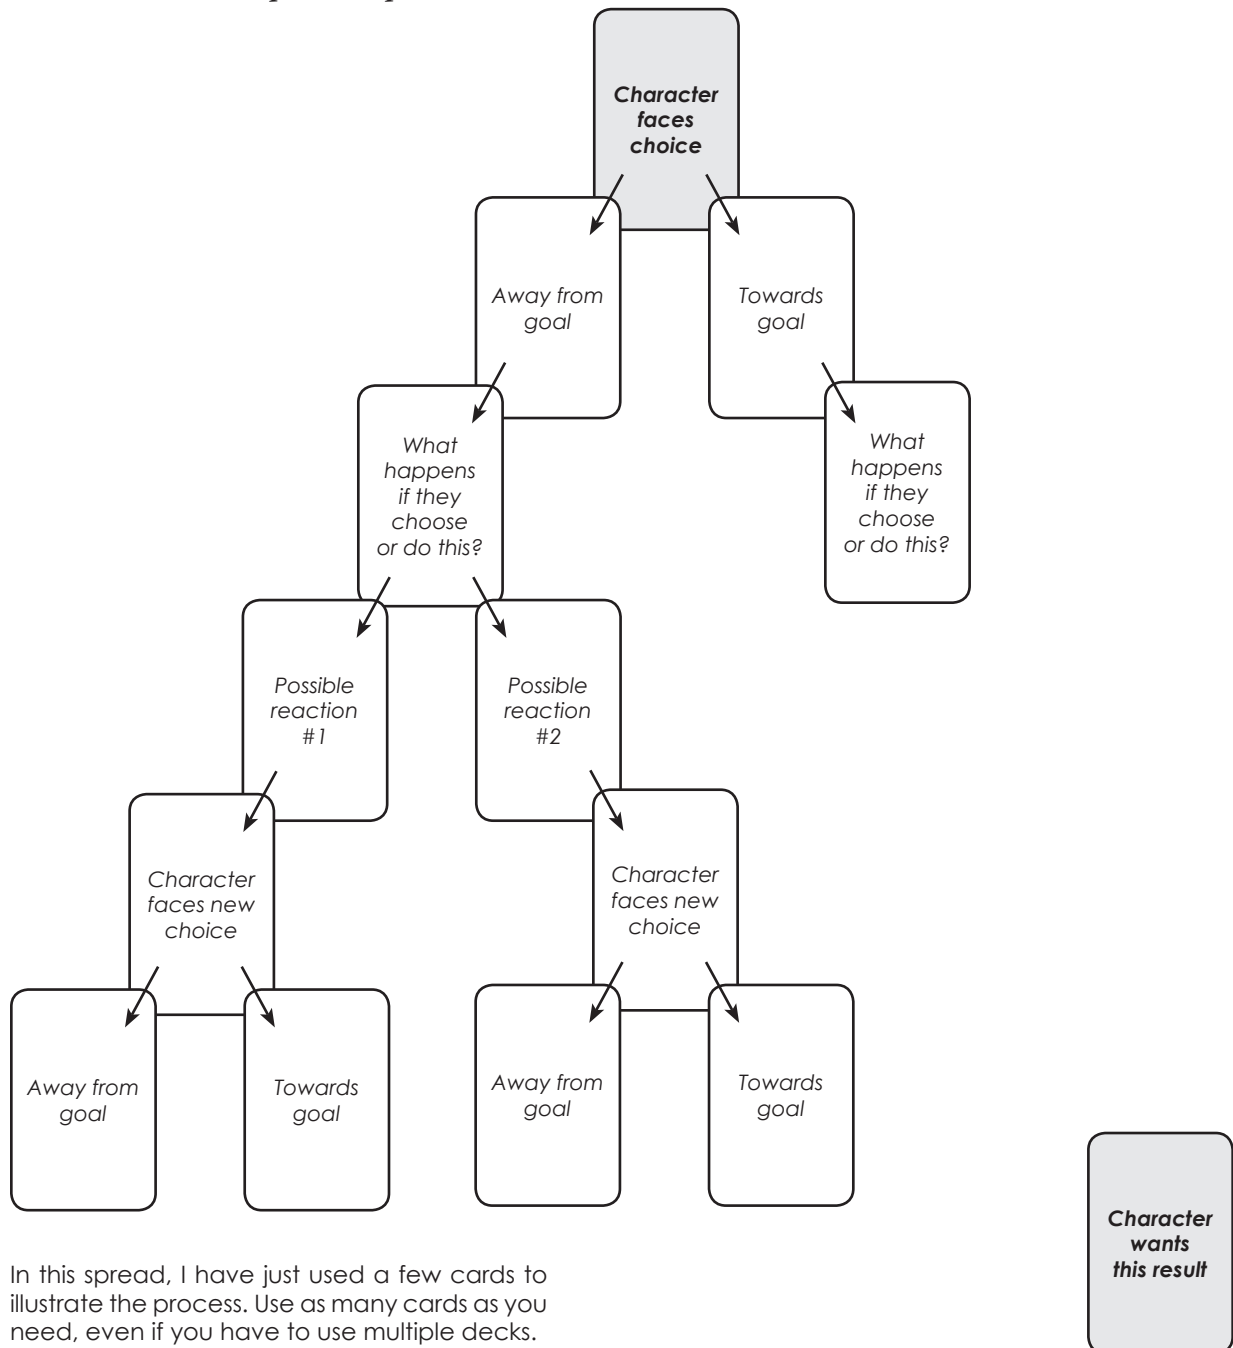 Character
faces
choice
Away from
goal
Towards
goal
What
happens
if they
choose
or do this?
What
happens
if they
choose
or do this?
Possible
reaction
#1
Possible
reaction
#2
Character
faces new
choice
Character
faces new
choice
Away from
goal
Towards
goal
Away from
goal
Towards
goal
Character
wants
this result
In this spread, I have just used a few cards to
illustrate the process. Use as many cards as you
need, even if you have to use multiple decks.